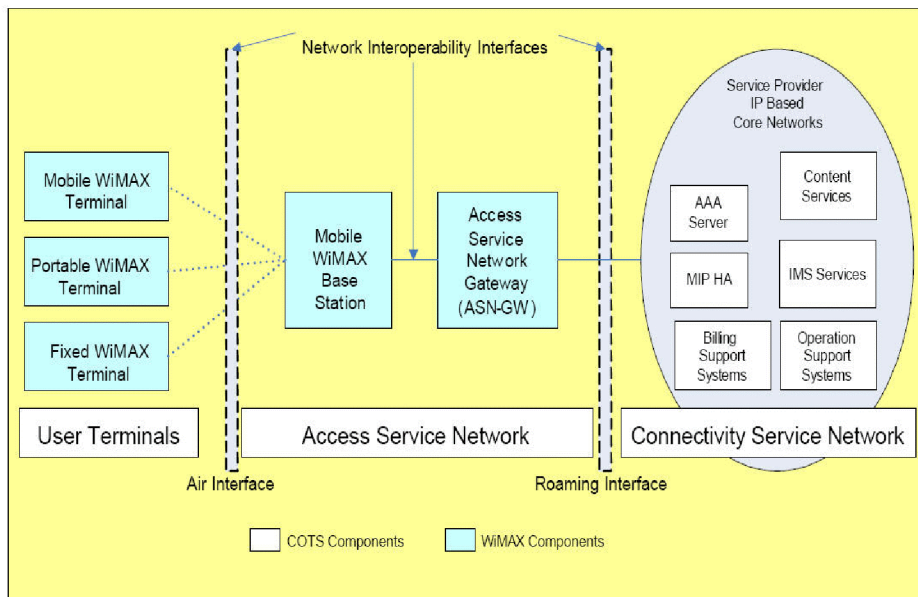 Network Interoperability Interfaces
Service Provider
IP Based
Core Networks
Mobile WiMAX
Terminal
Portable WiMAX
Terminal
Fixed WiMAX
Terminal
Mobile
WiMAX
Base
Station
Access
Service
Network
Gateway
(ASN-GW)
AAA
Server
Content
Services
MIP HA
IMS Services
Billing
Support
Systems
Operation
Support
Systems
User Terminals
Access Service Network
Connectivity Service Network
Air Interface
Roaming Interface
COTS Components
WiMAX Components